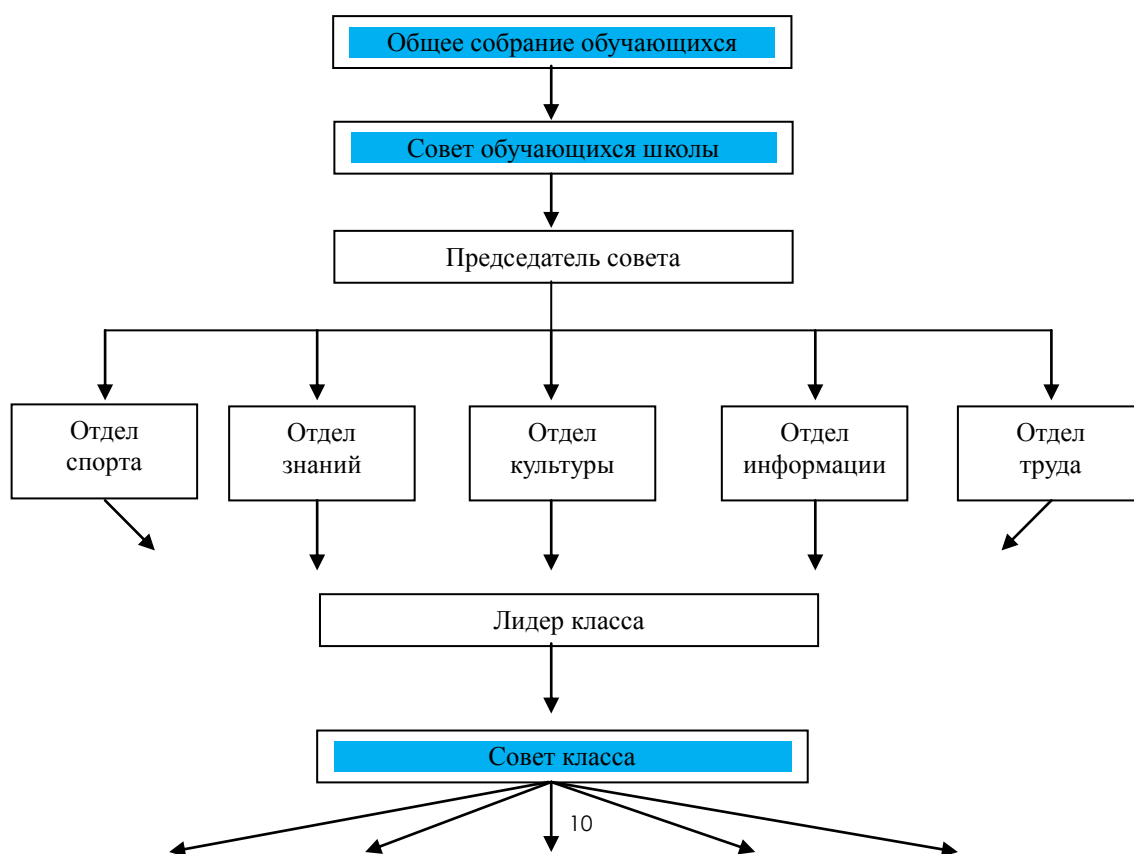 Общее собрание обучающихся
Совет обучающихся школы
Председатель совета
Отдел
спорта
Отдел
знаний
Отдел
культуры
Отдел
информации
Отдел
труда
Лидер класса
Совет класса
10